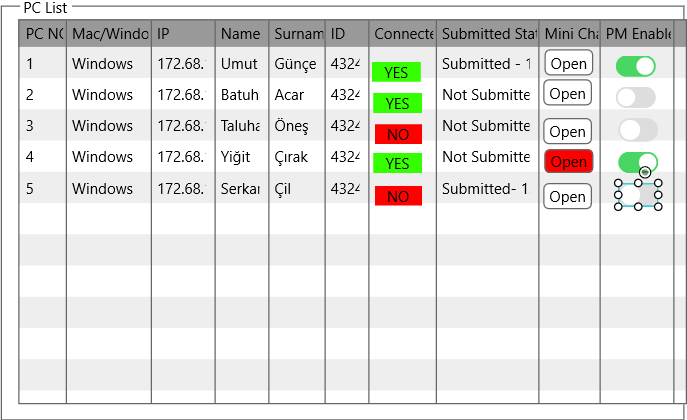 PC List
PC NO Mac/Windo IP Name Surnam ID Connecte Submitted Stat Mini Cha PM Enable
1 Windows 172.68. Umut Günçe 4324 YES Submitted - 1 Open
2 Windows 172.68. Batuh Acar 4324 YES Not Submitte Open
3 Windows 172.68. Taluha Öneş 4324 NO Not Submitte Open
4 Windows 172.68. Yiğit Çırak 4324 YES Not Submitte Open
5 Windows 172.68. Serkan Çil 4324 NO Submitted- 1 Open